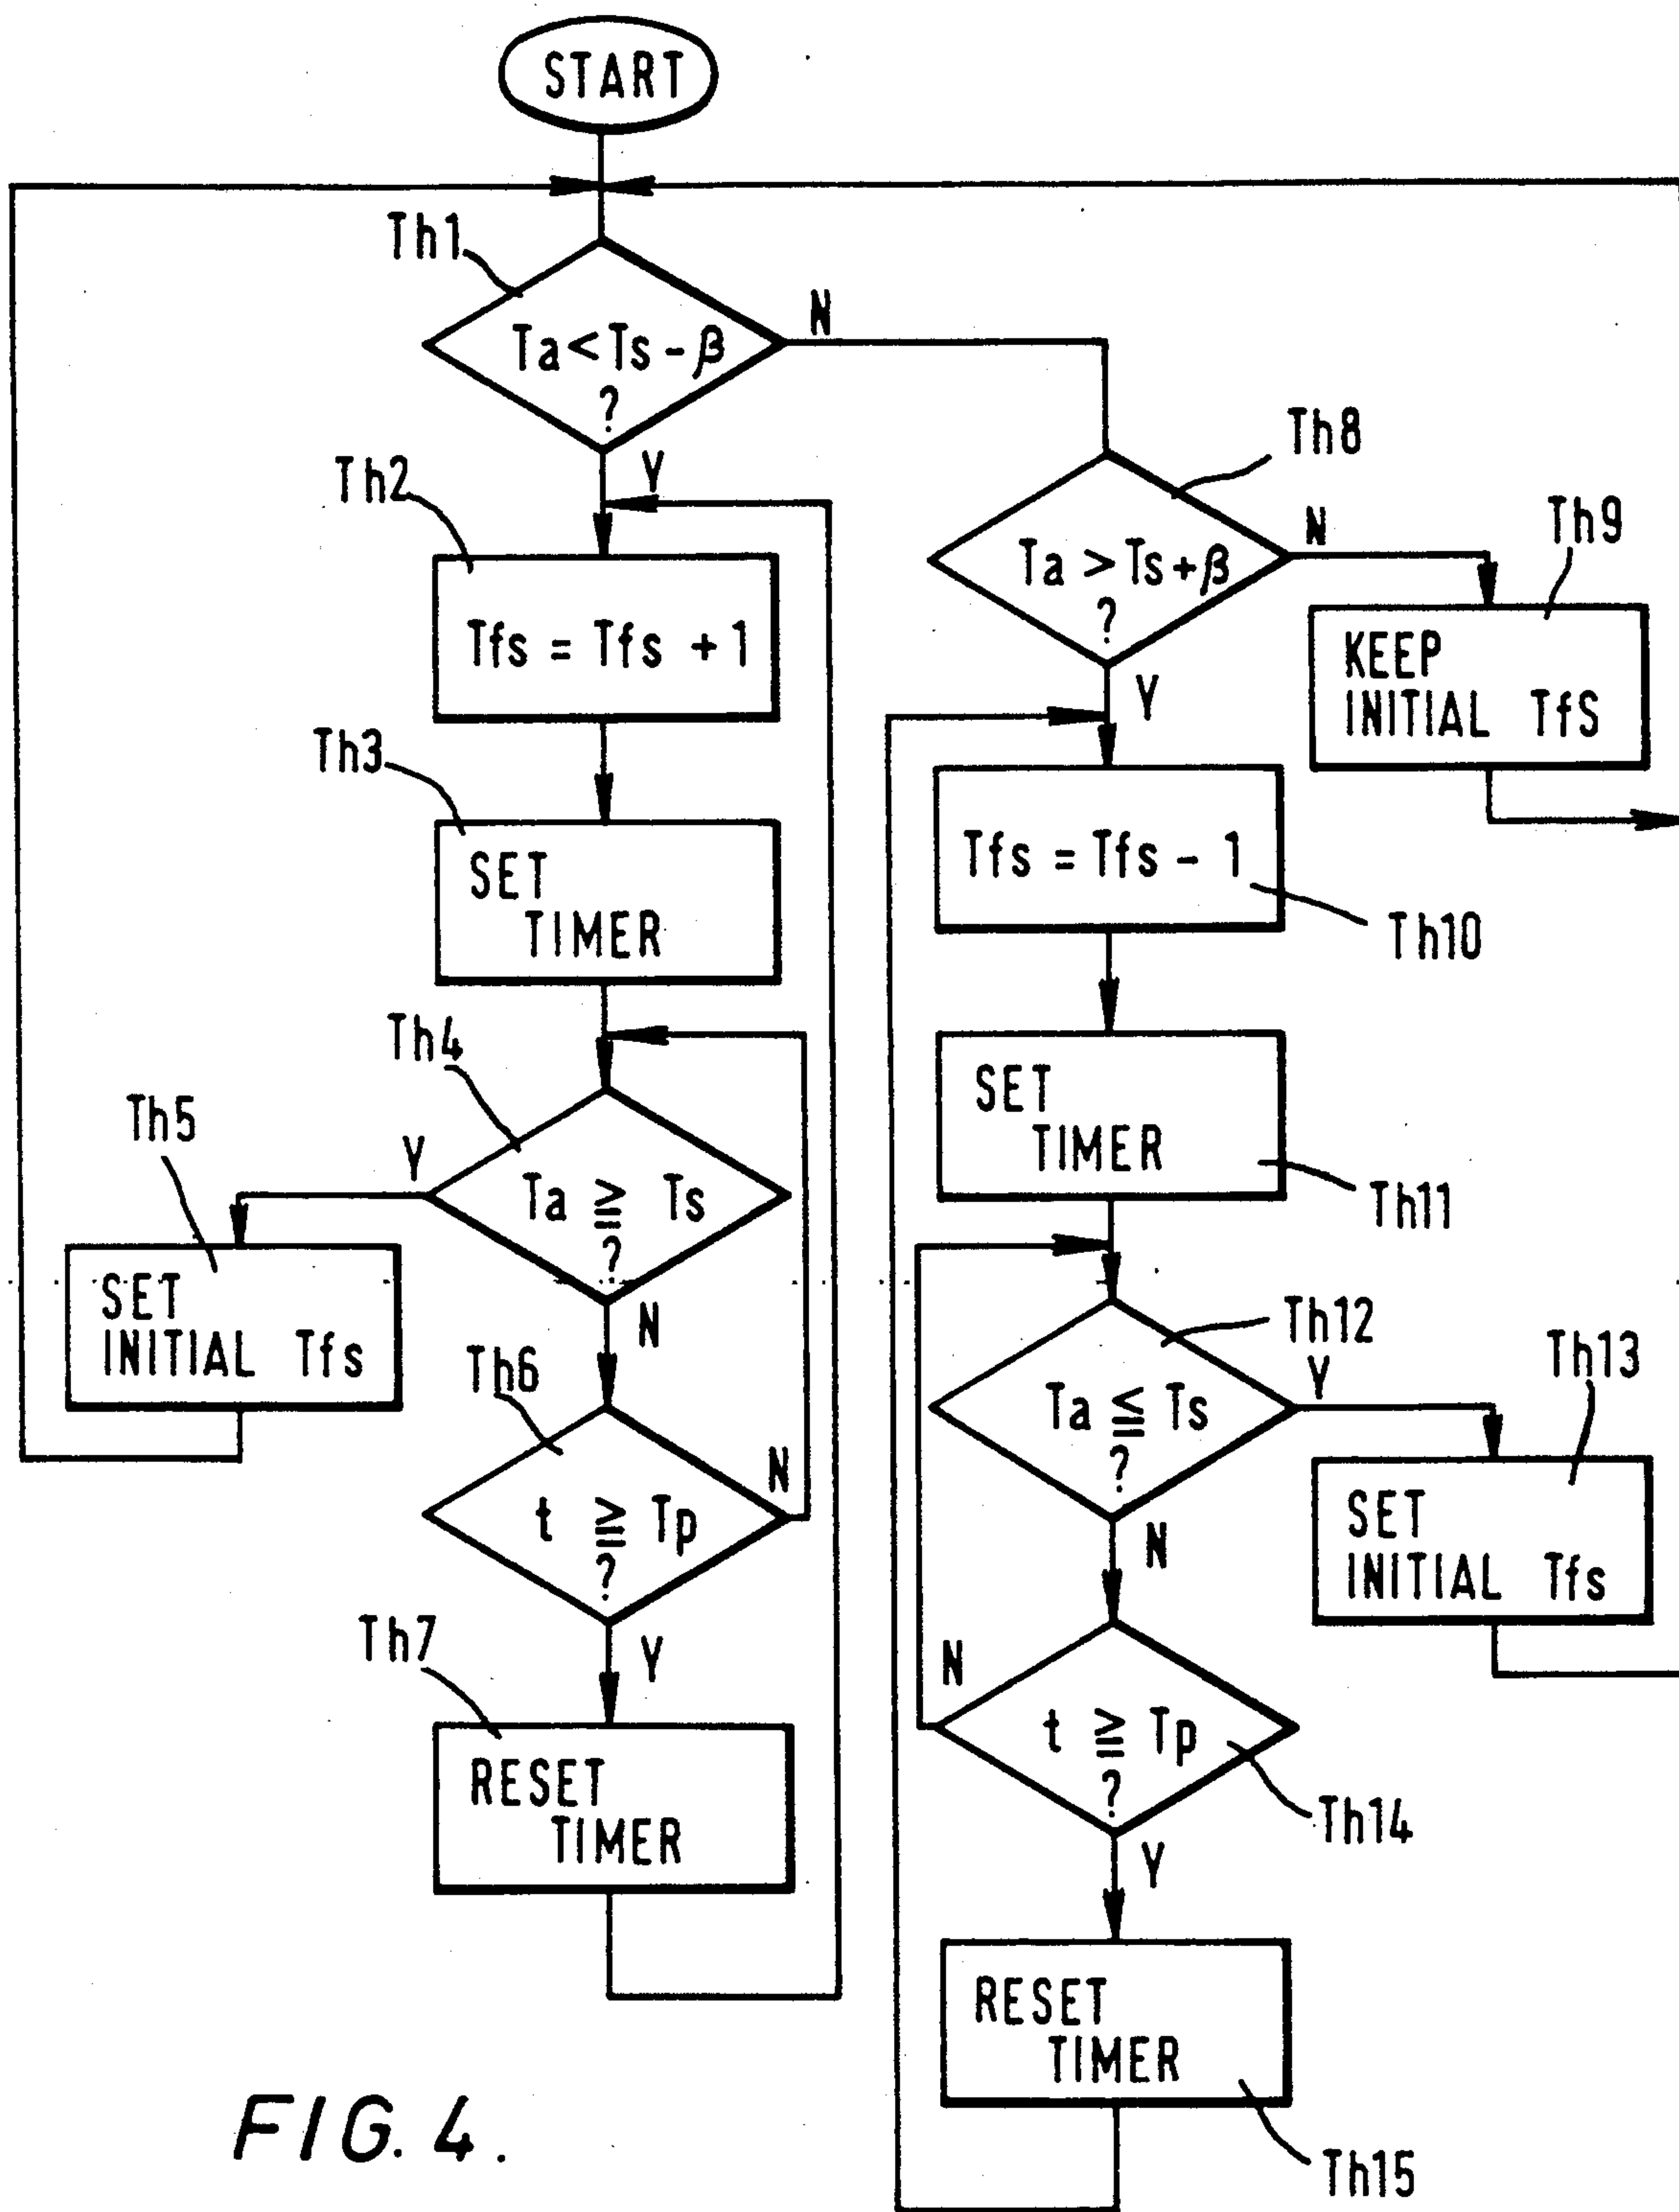 START
Th1
Ta < Ts - β
?
N
Y
Th2
Tfs = Tfs + 1
Th3
SET
TIMER
Th4
Ta ≧ Ts
?
Y
N
Th5
SET
INITIAL Tfs
Th6
t ≧ Tp
?
N
Y
Th7
RESET
TIMER
Th8
Ta > Ts + β
?
N
Y
Th9
KEEP
INITIAL TfS
Tfs = Tfs - 1
Th10
SET
TIMER
Th11
Th12
Ta ≦ Ts
?
Y
N
Th13
SET
INITIAL Tfs
t ≧ Tp
?
N
Y
Th14
RESET
TIMER
Th15
FIG. 4.